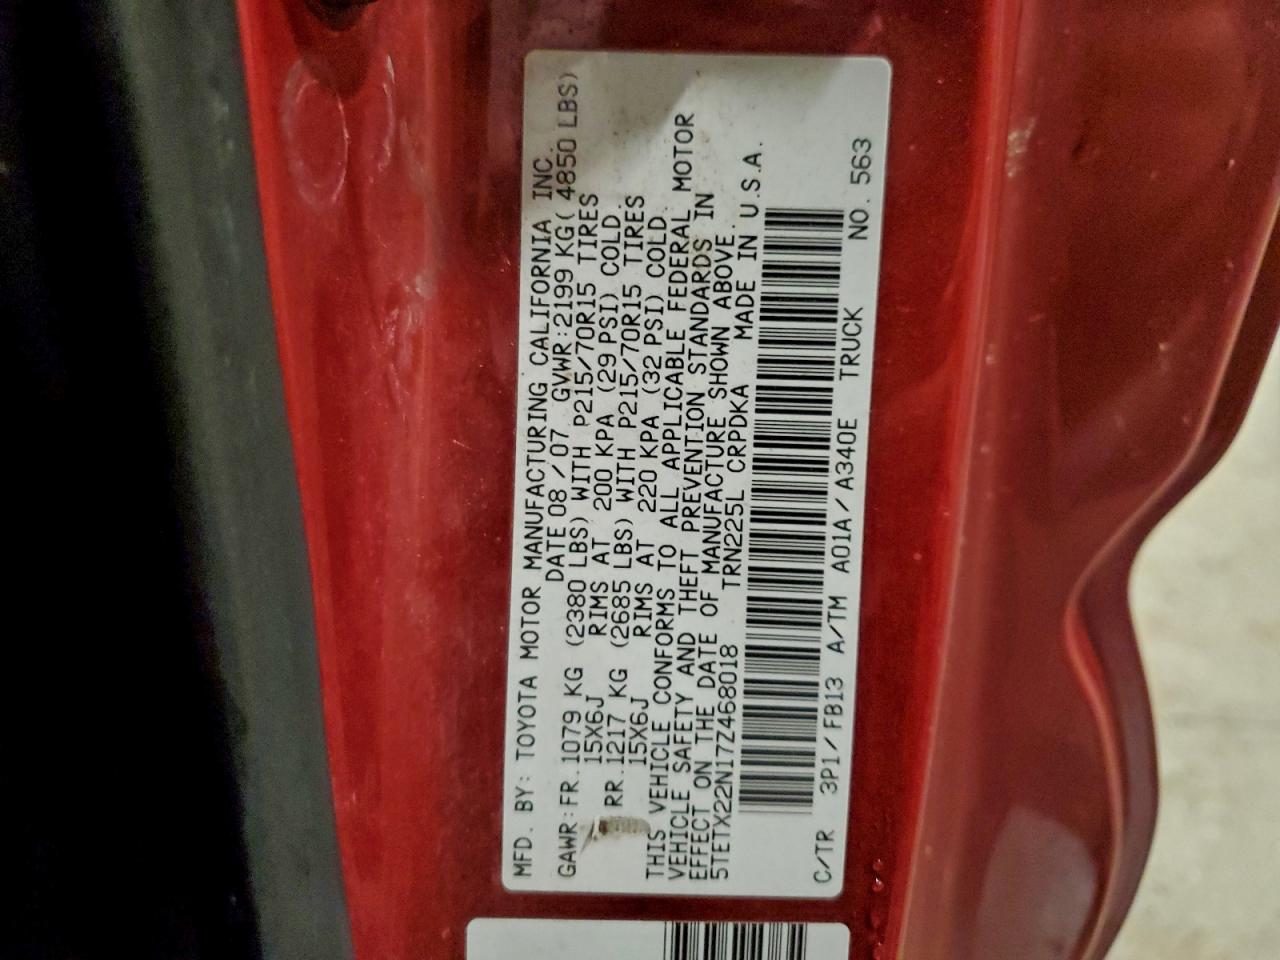 MFD. BY: TOYOTA MOTOR MANUFACTURING CALIFORNIA INC.
DATE 08/07 GVWR:2199 KG( 4850 LBS)
GAWR:FR.1079 KG (2380 LBS) WITH P215/70R15 TIRES
15X6J RIMS AT 200 KPA (29 PSI) COLD.
RR.1217 KG (2685 LBS) WITH P215/70R15 TIRES
15X6J RIMS AT 220 KPA (32 PSI) COLD.
THIS VEHICLE CONFORMS TO ALL APPLICABLE FEDERAL MOTOR
VEHICLE SAFETY AND THEFT PREVENTION STANDARDS IN
EFFECT ON THE DATE OF MANUFACTURE SHOWN ABOVE.
5TETX22N17Z468018 TRN225L CRPDKA MADE IN U.S.A.
C/TR 3P1/FB13 A/TM A01A/A340E TRUCK NO. 563